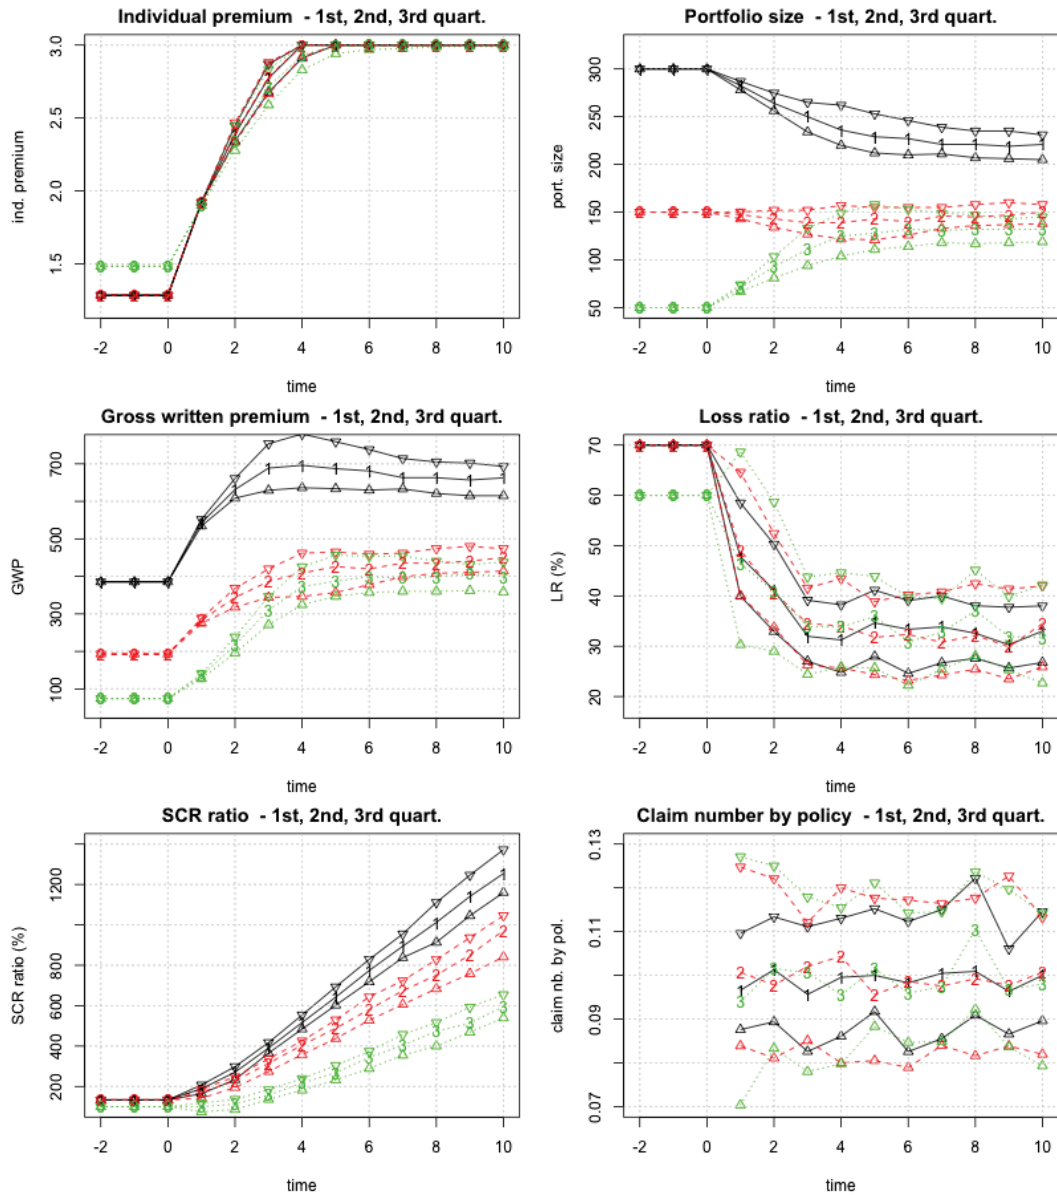 Individual premium - 1st, 2nd, 3rd quart.
ind. premium
3.0
2.5
2.0
1.5
-2 0 2 4 6 8 10
time
Portfolio size - 1st, 2nd, 3rd quart.
port. size
300
250
200
150
100
50
-2 0 2 4 6 8 10
time
Gross written premium - 1st, 2nd, 3rd quart.
GWP
700
500
300
100
-2 0 2 4 6 8 10
time
Loss ratio - 1st, 2nd, 3rd quart.
LR (%)
70
60
50
40
30
20
-2 0 2 4 6 8 10
time
SCR ratio - 1st, 2nd, 3rd quart.
SCR ratio (%)
1200
800
600
400
200
-2 0 2 4 6 8 10
time
Claim number by policy - 1st, 2nd, 3rd quart.
claim nb. by pol.
0.13
0.11
0.09
0.07
-2 0 2 4 6 8 10
time